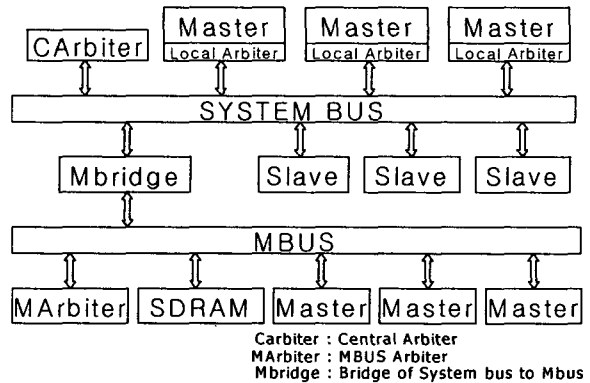 CArbiter
Master
Local Arbiter
Master
Local Arbiter
Master
Local Arbiter
SYSTEM BUS
Mbridge
Slave
Slave
Slave
MBUS
MArbiter
SDRAM
Master
Master
Master
Carbiter : Central Arbiter
MArbiter : MBUS Arbiter
Mbridge : Bridge of System bus to Mbus